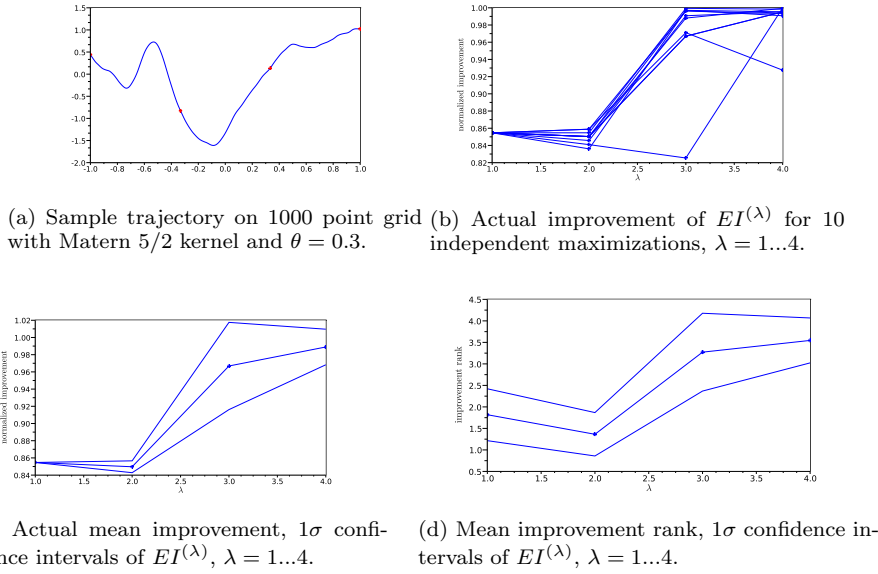 1.5
1.0
0.5
0.0
-0.5
-1.0
-1.5
-2.0
-1.0 -0.8 -0.6 -0.4 -0.2 0.0 0.2 0.4 0.6 0.8 1.0
normalized improvement
1.00
0.98
0.96
0.94
0.92
0.90
0.88
0.86
0.84
0.82
1.0 1.5 2.0 2.5 3.0 3.5 4.0
λ
(a) Sample trajectory on 1000 point grid
with Matern 5/2 kernel and θ = 0.3.
(b) Actual improvement of EI^(λ) for 10
independent maximizations, λ = 1...4.
normalized improvement
1.02
1.00
0.98
0.96
0.94
0.92
0.90
0.88
0.86
0.84
1.0 1.5 2.0 2.5 3.0 3.5 4.0
λ
improvement rank
4.5
4.0
3.5
3.0
2.5
2.0
1.5
1.0
0.5
1.0 1.5 2.0 2.5 3.0 3.5 4.0
λ
Actual mean improvement, 1σ confi-
nce intervals of EI^(λ), λ = 1...4.
(d) Mean improvement rank, 1σ confidence in-
tervals of EI^(λ), λ = 1...4.